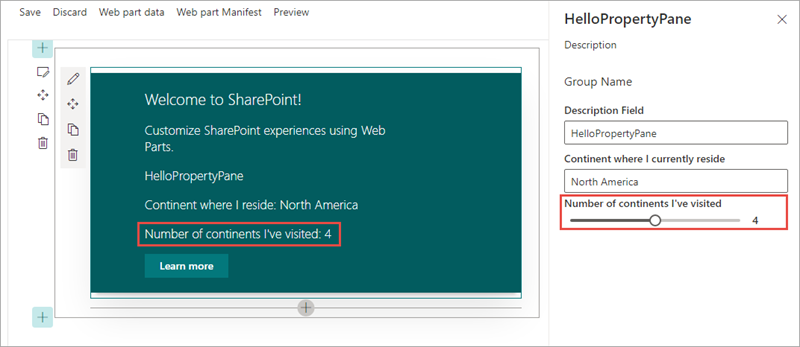 Save Discard Web part data Web part Manifest Preview
Welcome to SharePoint!
Customize SharePoint experiences using Web
Parts.
HelloPropertyPane
Continent where I reside: North America
Number of continents I've visited: 4
Learn more
HelloPropertyPane
Description
Group Name
Description Field
HelloPropertyPane
Continent where I currently reside
North America
Number of continents I've visited
4